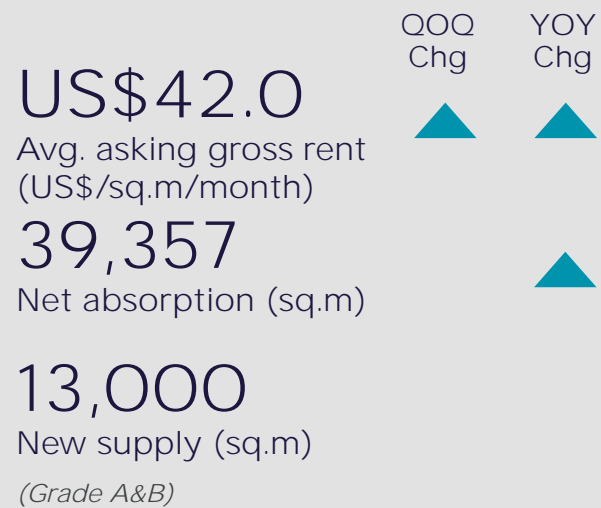 QOQ YOY
Chg Chg
US$42.0
Avg. asking gross rent
(US$/sq.m/month)
39,357
Net absorption (sq.m)
13,000
New supply (sq.m)
(Grade A&B)